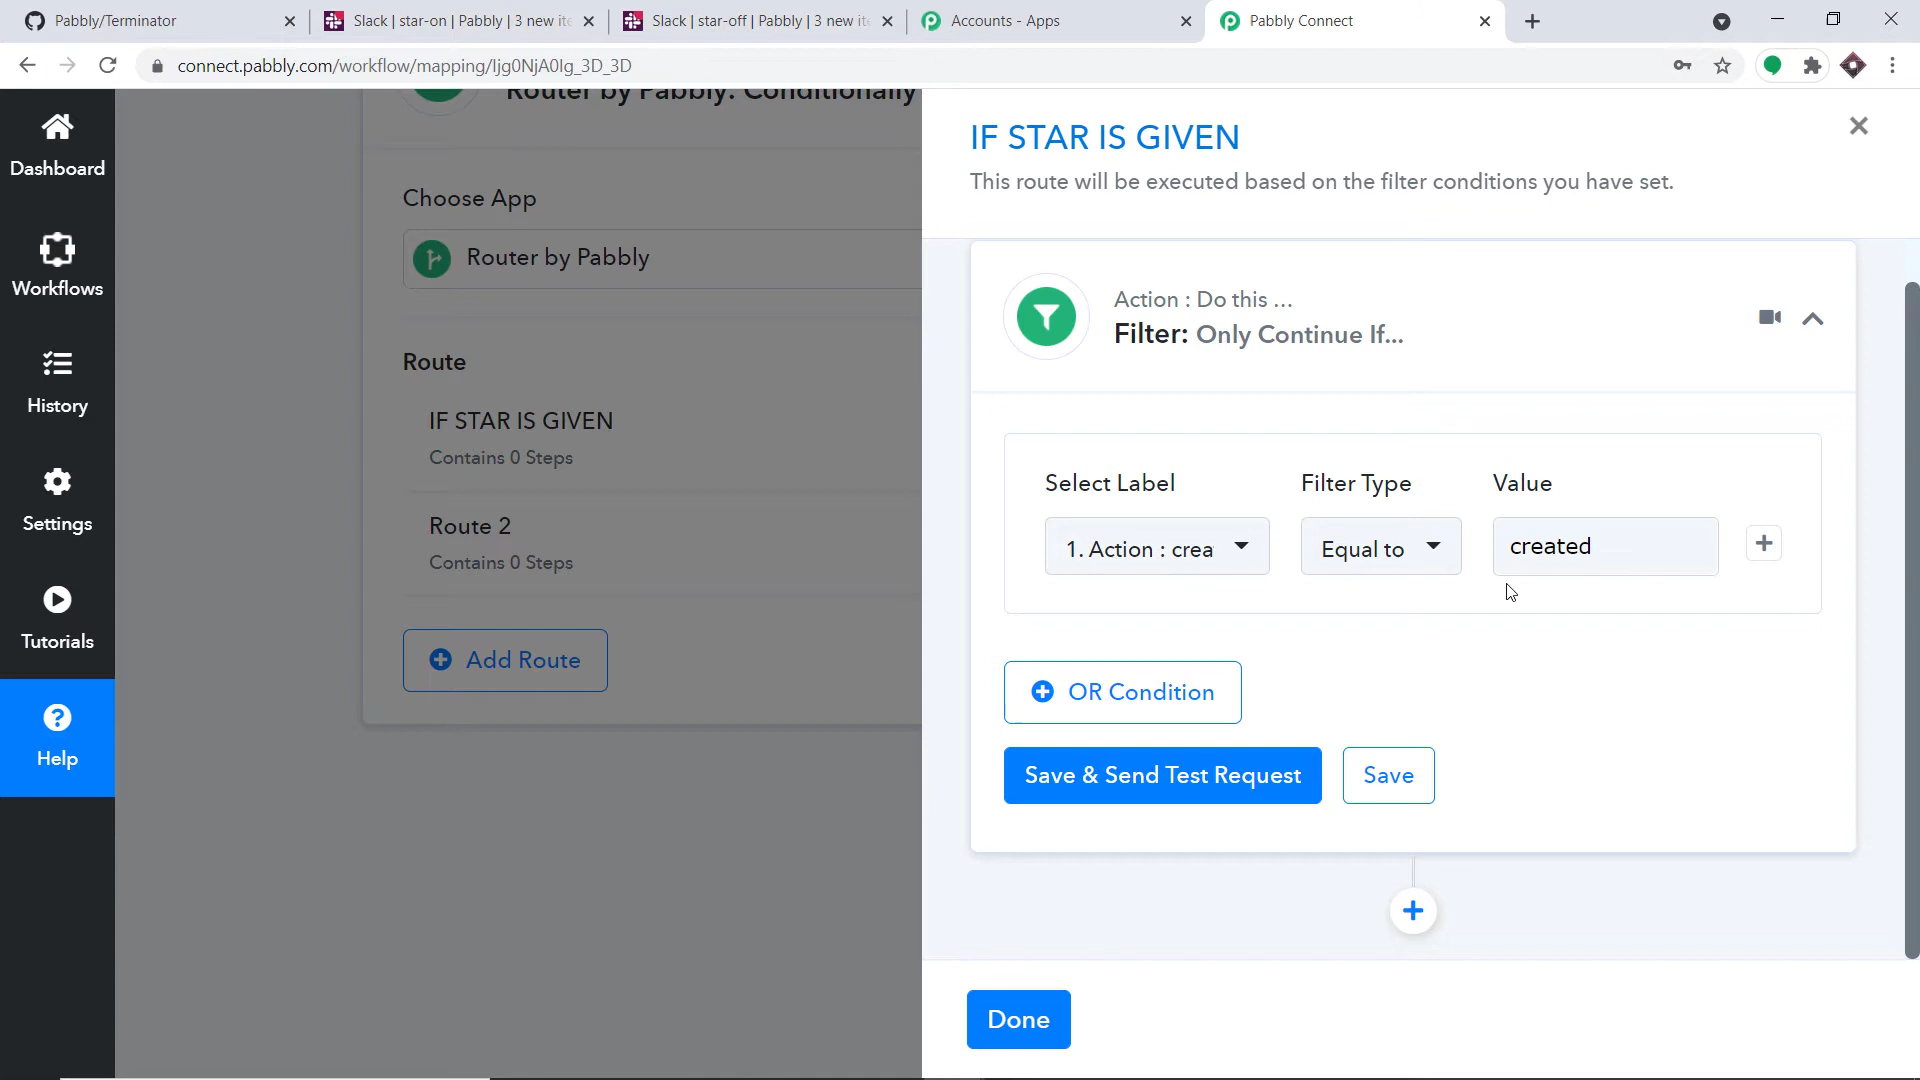 Pabbly/Terminator
Slack | star-on | Pabbly | 3 new ite
Slack | star-off | Pabbly | 3 new ite
Accounts - Apps
Pabbly Connect
connect.pabbly.com/workflow/mapping/Ijg0NjA0Ig_3D_3D
Dashboard
Workflows
History
Settings
Tutorials
Help
Router by Pabbly: Conditionally
Choose App
Router by Pabbly
Route
IF STAR IS GIVEN
Contains 0 Steps
Route 2
Contains 0 Steps
Add Route
IF STAR IS GIVEN
This route will be executed based on the filter conditions you have set.
Action : Do this ...
Filter: Only Continue If...
Select Label
Filter Type
Value
1. Action : crea
Equal to
created
OR Condition
Save & Send Test Request
Save
Done